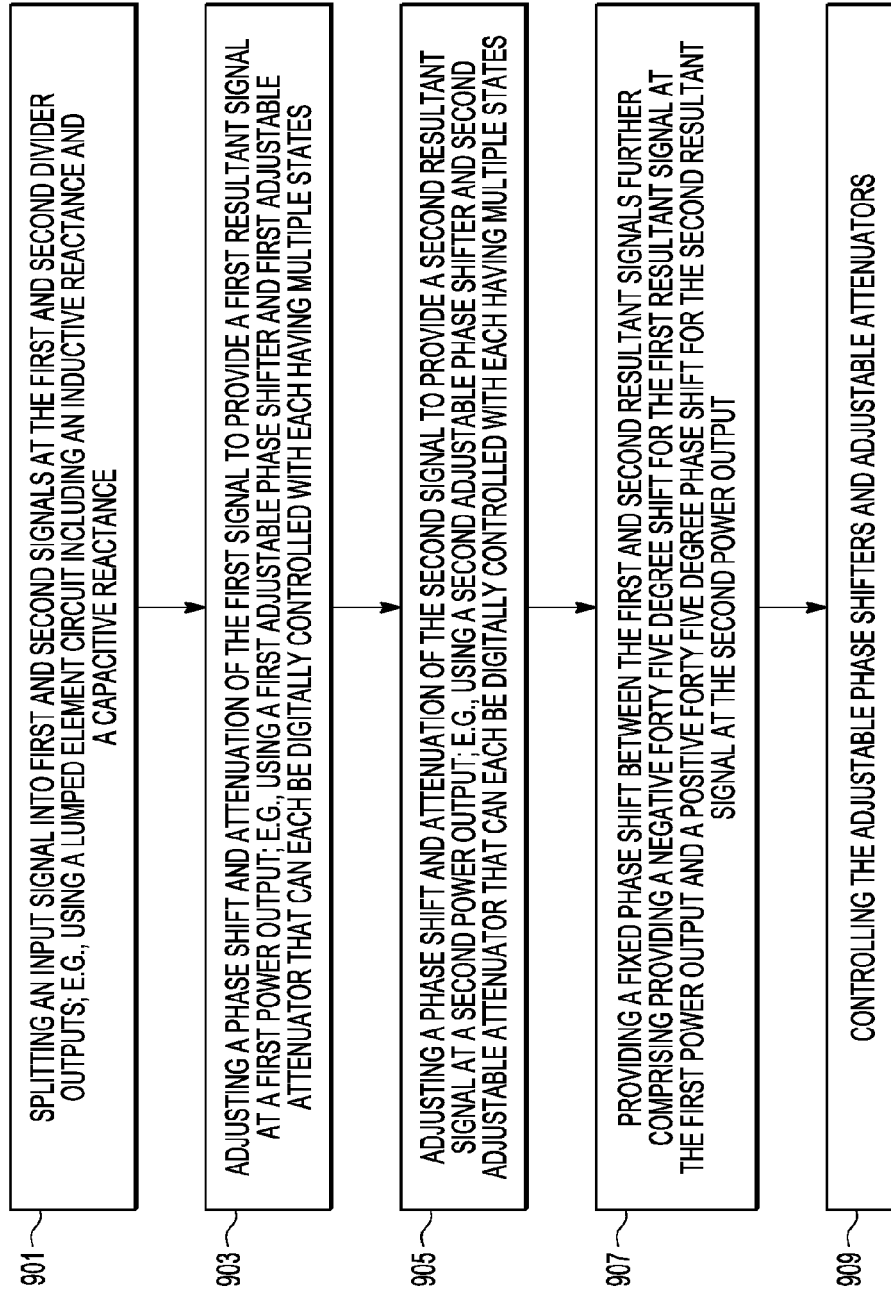 901
SPLITTING AN INPUT SIGNAL INTO FIRST AND SECOND SIGNALS AT THE FIRST AND SECOND DIVIDER
OUTPUTS; E.G., USING A LUMPED ELEMENT CIRCUIT INCLUDING AN INDUCTIVE REACTANCE AND
A CAPACITIVE REACTANCE
903
ADJUSTING A PHASE SHIFT AND ATTENUATION OF THE FIRST SIGNAL TO PROVIDE A FIRST RESULTANT SIGNAL
AT A FIRST POWER OUTPUT; E.G., USING A FIRST ADJUSTABLE PHASE SHIFTER AND FIRST ADJUSTABLE
ATTENUATOR THAT CAN EACH BE DIGITALLY CONTROLLED WITH EACH HAVING MULTIPLE STATES
905
ADJUSTING A PHASE SHIFT AND ATTENUATION OF THE SECOND SIGNAL TO PROVIDE A SECOND RESULTANT
SIGNAL AT A SECOND POWER OUTPUT; E.G., USING A SECOND ADJUSTABLE PHASE SHIFTER AND SECOND
ADJUSTABLE ATTENUATOR THAT CAN EACH BE DIGITALLY CONTROLLED WITH EACH HAVING MULTIPLE STATES
907
PROVIDING A FIXED PHASE SHIFT BETWEEN THE FIRST AND SECOND RESULTANT SIGNALS FURTHER
COMPRISING PROVIDING A NEGATIVE FORTY FIVE DEGREE SHIFT FOR THE FIRST RESULTANT SIGNAL AT
THE FIRST POWER OUTPUT AND A POSITIVE FORTY FIVE DEGREE PHASE SHIFT FOR THE SECOND RESULTANT
SIGNAL AT THE SECOND POWER OUTPUT
909
CONTROLLING THE ADJUSTABLE PHASE SHIFTERS AND ADJUSTABLE ATTENUATORS